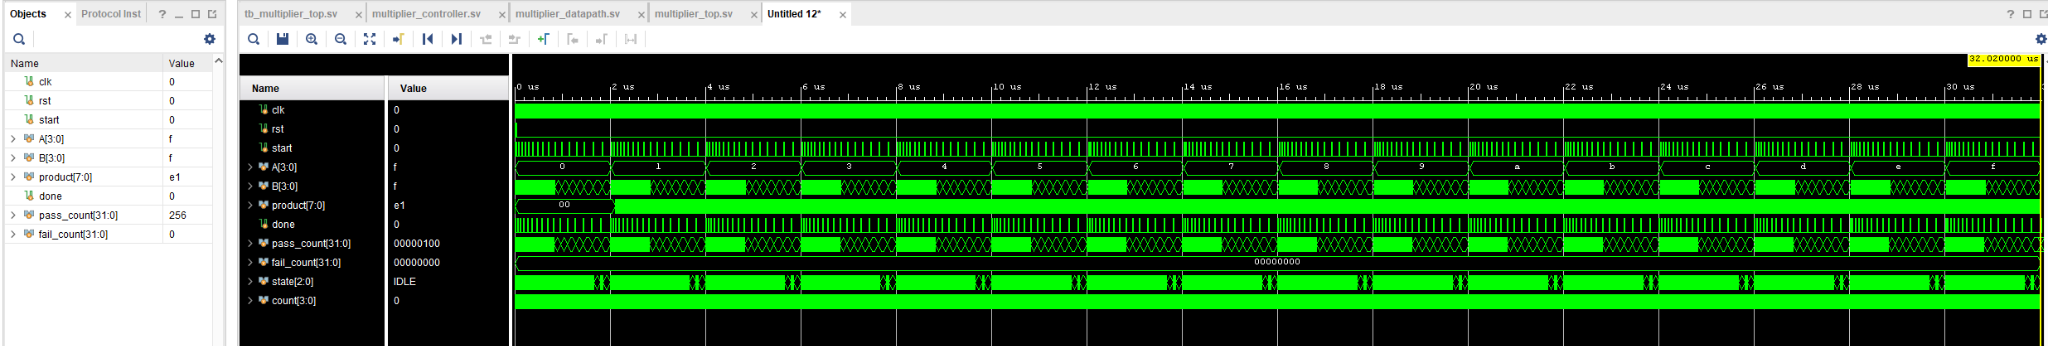 Objects Protocol Inst
Name Value
clk 0
rst 0
start 0
A[3:0] f
B[3:0] f
product[7:0] e1
done 0
pass_count[31:0] 256
fail_count[31:0] 0
tb_multiplier_top.sv multiplier_controller.sv multiplier_datapath.sv multiplier_top.sv Untitled 12*
32.020000 us
Name Value
0 us 2 us 4 us 6 us 8 us 10 us 12 us 14 us 16 us 18 us 20 us 22 us 24 us 26 us 28 us 30 us
clk 0
rst 0
start 0
A[3:0] f 0 1 2 3 4 5 6 7 8 9 a b c d e f
B[3:0] f
product[7:0] e1 00
done 0
pass_count[31:0] 00000100
fail_count[31:0] 00000000 00000000
state[2:0] IDLE
count[3:0] 0